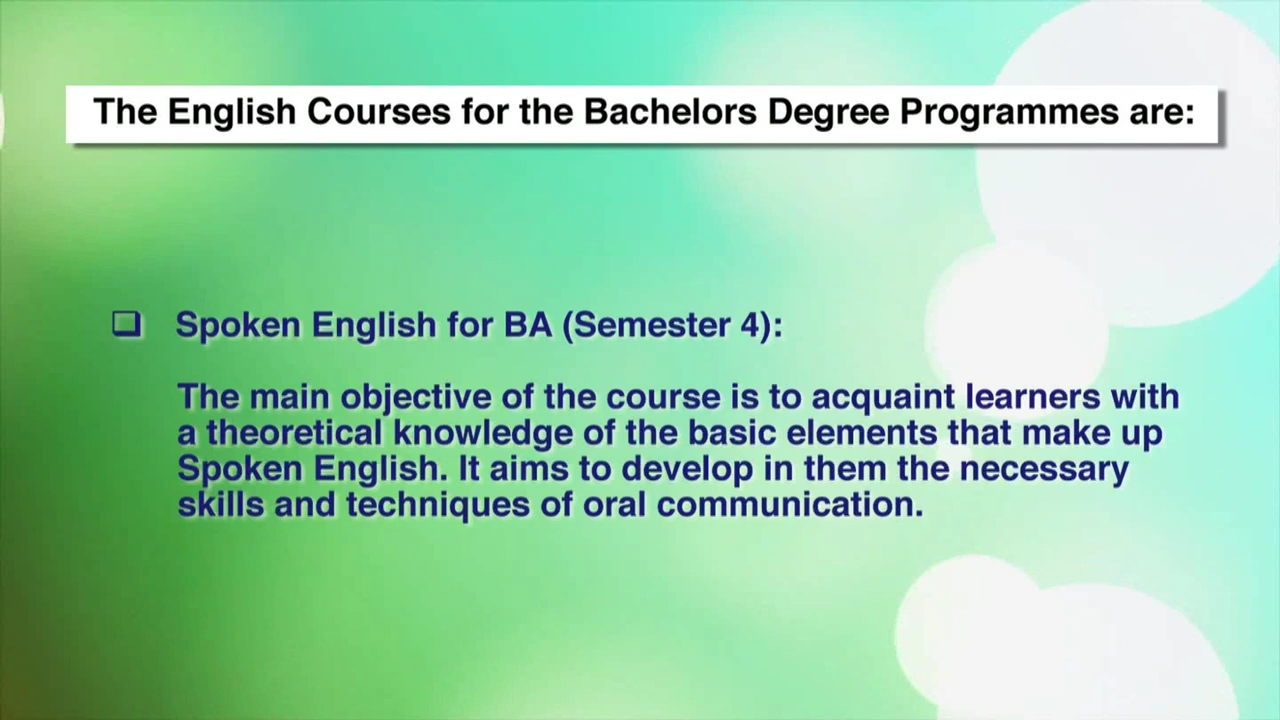 The English Courses for the Bachelors Degree Programmes are:
❑ Spoken English for BA (Semester 4):
The main objective of the course is to acquaint learners with
a theoretical knowledge of the basic elements that make up
Spoken English. It aims to develop in them the necessary
skills and techniques of oral communication.